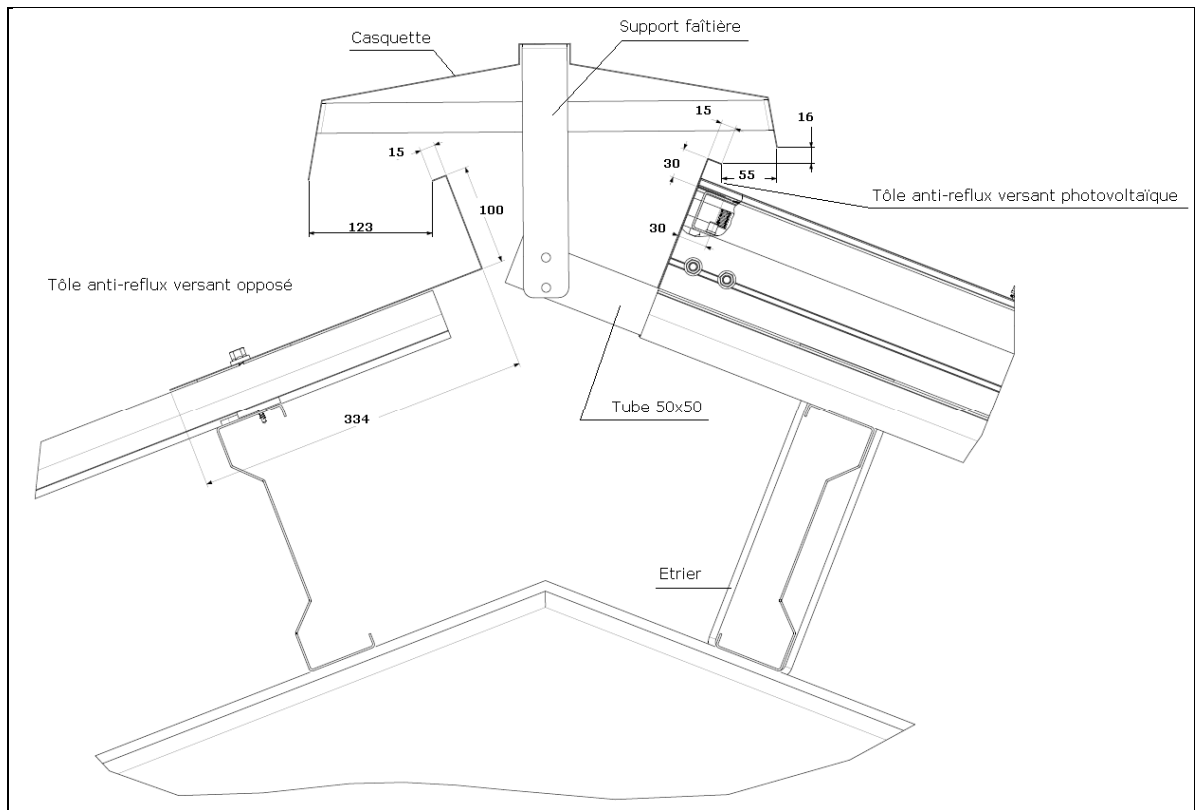 Support faîtière
Casquette
15
16
15
30
55
Tôle anti-reflux versant photovoltaïque
100
123
30
Tôle anti-reflux versant opposé
Tube 50x50
334
Etrier